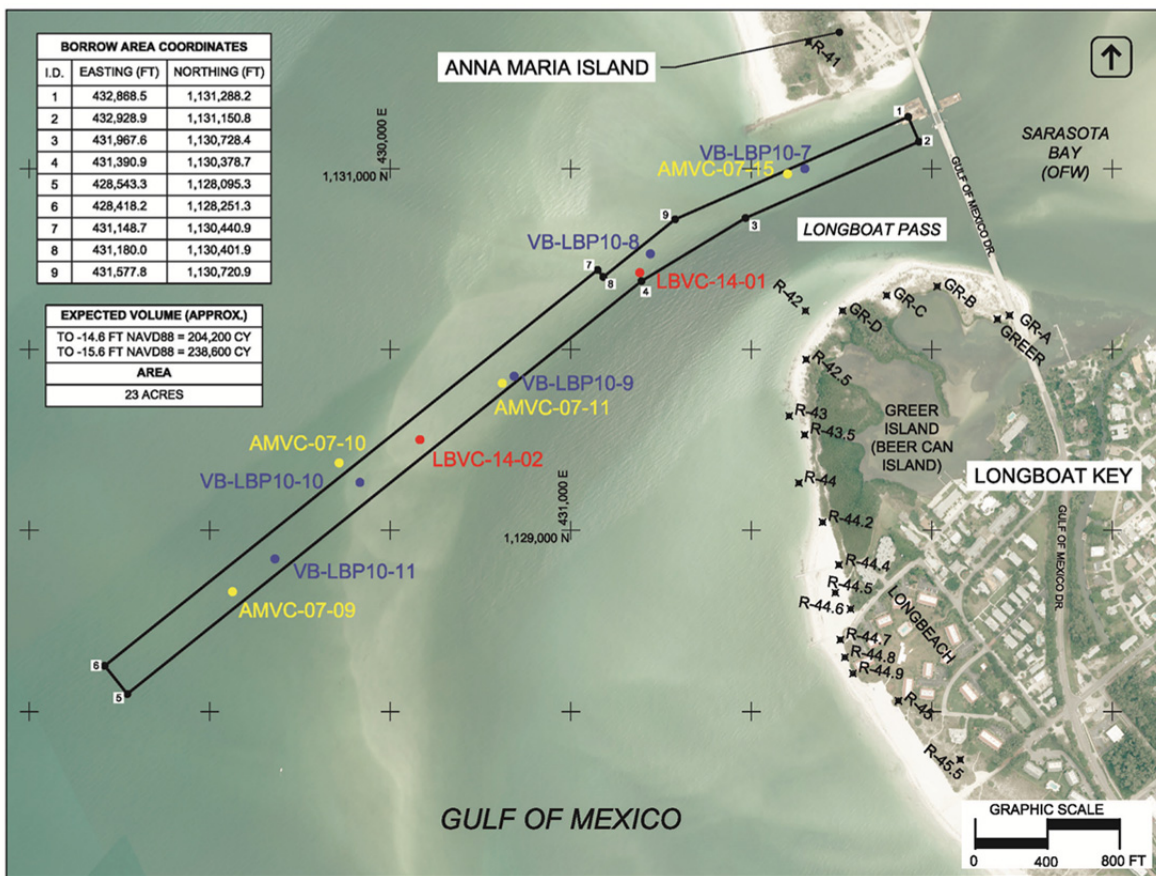 BORROW AREA COORDINATES
I.D. EASTING (FT) NORTHING (FT)
1 432,868.5 1,131,288.2
2 432,928.9 1,131,150.8
3 431,967.6 1,130,728.4
4 431,390.9 1,130,378.7
5 428,543.3 1,128,095.3
6 428,418.2 1,128,251.3
7 431,148.7 1,130,440.9
8 431,180.0 1,130,401.9
9 431,577.8 1,130,720.9
EXPECTED VOLUME (APPROX.)
TO -14.6 FT NAVD88 = 204,200 CY
TO -15.6 FT NAVD88 = 238,600 CY
AREA
23 ACRES
ANNA MARIA ISLAND
R-41
430,000 E
1,131,000 N
1
2
SARASOTA
BAY
(OFW)
VB-LBP10-7
AMVC-07-15
GULF OF MEXICO DR.
9
3
LONGBOAT PASS
VB-LBP10-8
7
8
4
LBVC-14-01
R-42
GR-D
GR-C
GR-B
GR-A
GREER
R-42.5
VB-LBP10-9
AMVC-07-11
R-43
R-43.5
GREER
ISLAND
(BEER CAN
ISLAND)
AMVC-07-10
LBVC-14-02
VB-LBP10-10
LONGBOAT KEY
R-44
431,000 E
1,129,000 N
R-44.2
GULF OF MEXICO DR.
VB-LBP10-11
AMVC-07-09
R-44.4
R-44.5
R-44.6
LONGBEACH
R-44.7
R-44.8
R-44.9
6
5
R-45
R-45.5
GULF OF MEXICO
GRAPHIC SCALE
0 400 800 FT